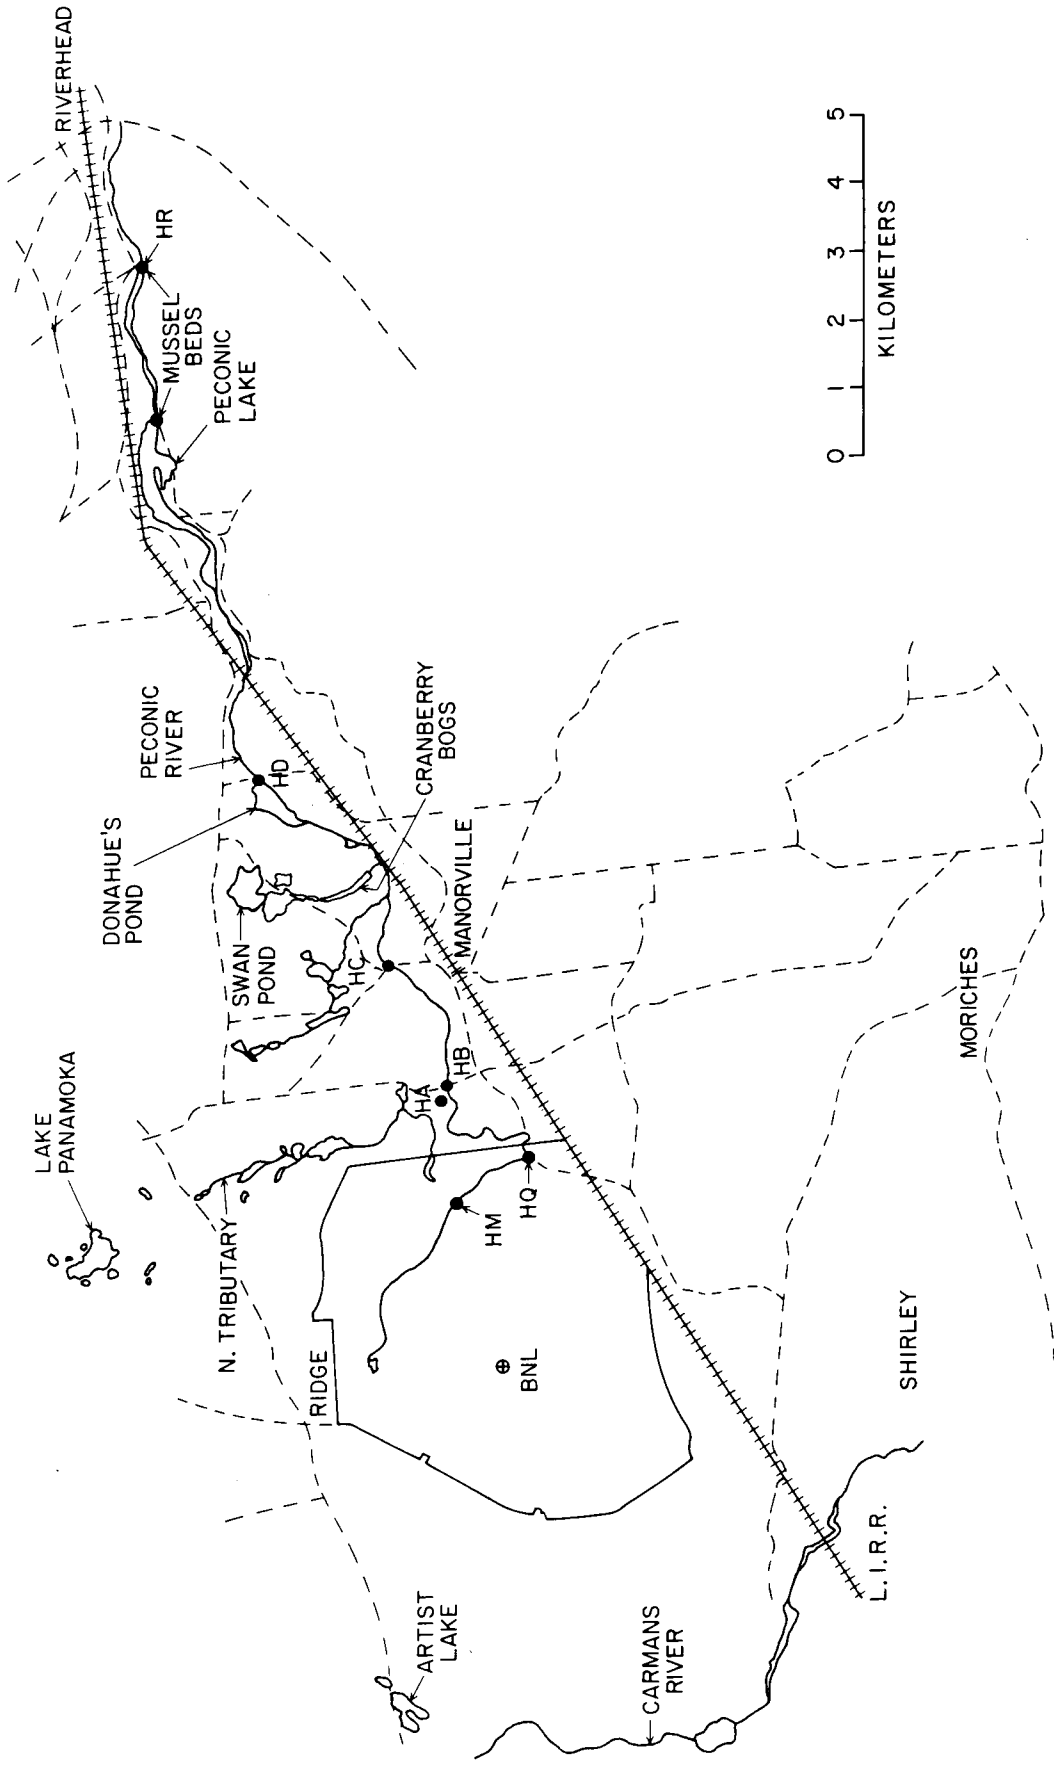 RIVERHEAD
HR
MUSSEL
BEDS
PECONIC
LAKE
0 1 2 3 4 5
KILOMETERS
PECONIC
RIVER
HD
CRANBERRY
BOGS
DONAHUE'S
POND
SWAN
POND
HC
MANORVILLE
LAKE
PANAMOKA
HA
HB
N. TRIBUTARY
HM
HQ
MORICHES
RIDGE
BNL
SHIRLEY
ARTIST
LAKE
CARMANS
RIVER
L.I.R.R.